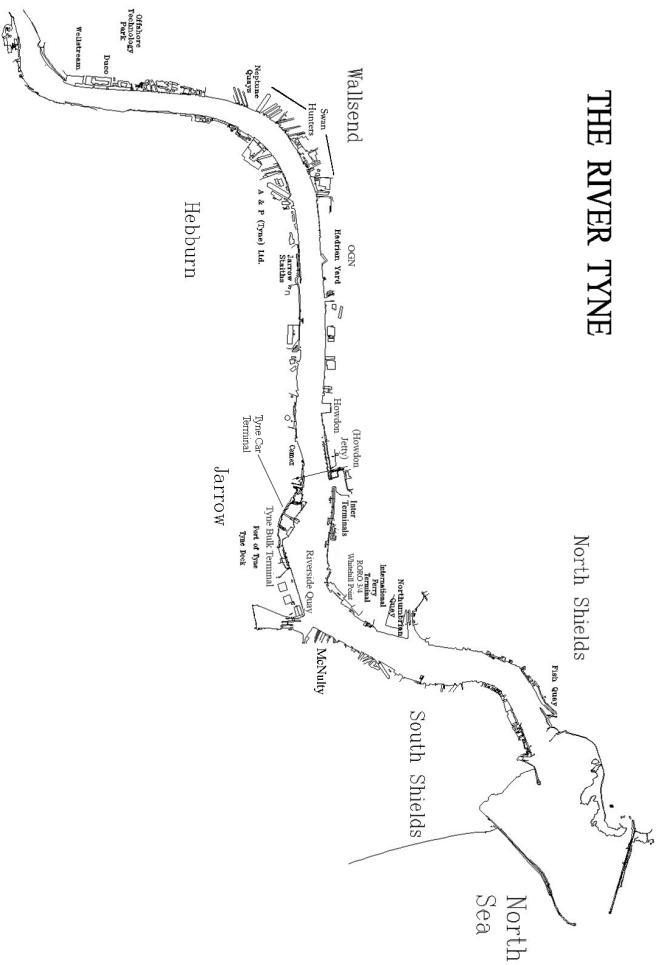 THE RIVER TYNE
Wallsend
North Shields
Offshore
Technology
Park
Wellstream
Duco
Neptune
Quays
Swan
Hunters
OGN
Hadrian Yard
A & P (Tyne) Ltd.
Hebburn
Jarrow
Staiths
Howdon
(Howdon
Jetty)
Inter
Terminals
Comex
Tyne Car
Terminal
Jarrow
Tyne Bulk Terminal
Port of Tyne
Tyne Dock
Riverside Quay
RORO 3/4
Whitehill Point
International
Ferry
Terminal
Northumbrian
Quay
McNulty
Fish Quay
South Shields
North
Sea